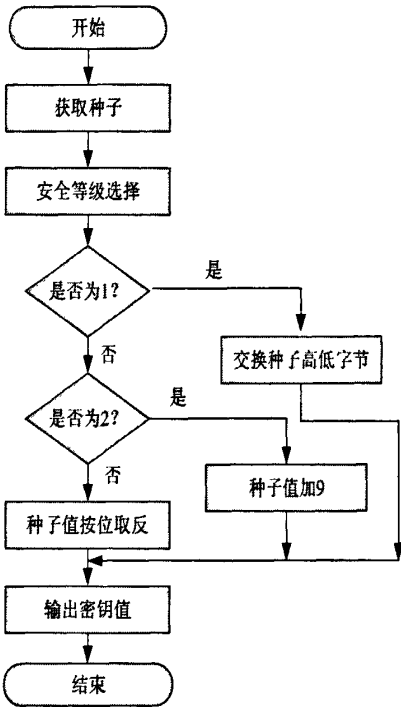 开始
获取种子
安全等级选择
是否为1?
是
交换种子高低字节
否
是否为2?
是
种子值加9
否
种子值按位取反
输出密钥值
结束